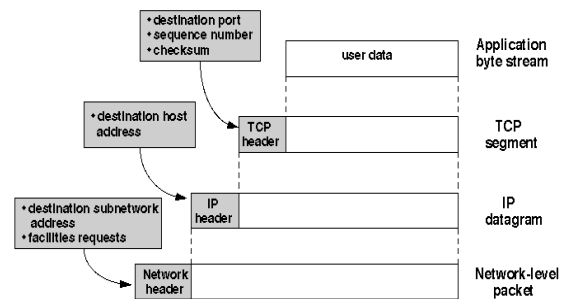 • destination port
• sequence number
• checksum
user data
Application
byte stream
• destination host
address
TCP
header
TCP
segment
• destination subnetwork
address
• facilities requests
IP
header
IP
datagram
Network
header
Network-level
packet